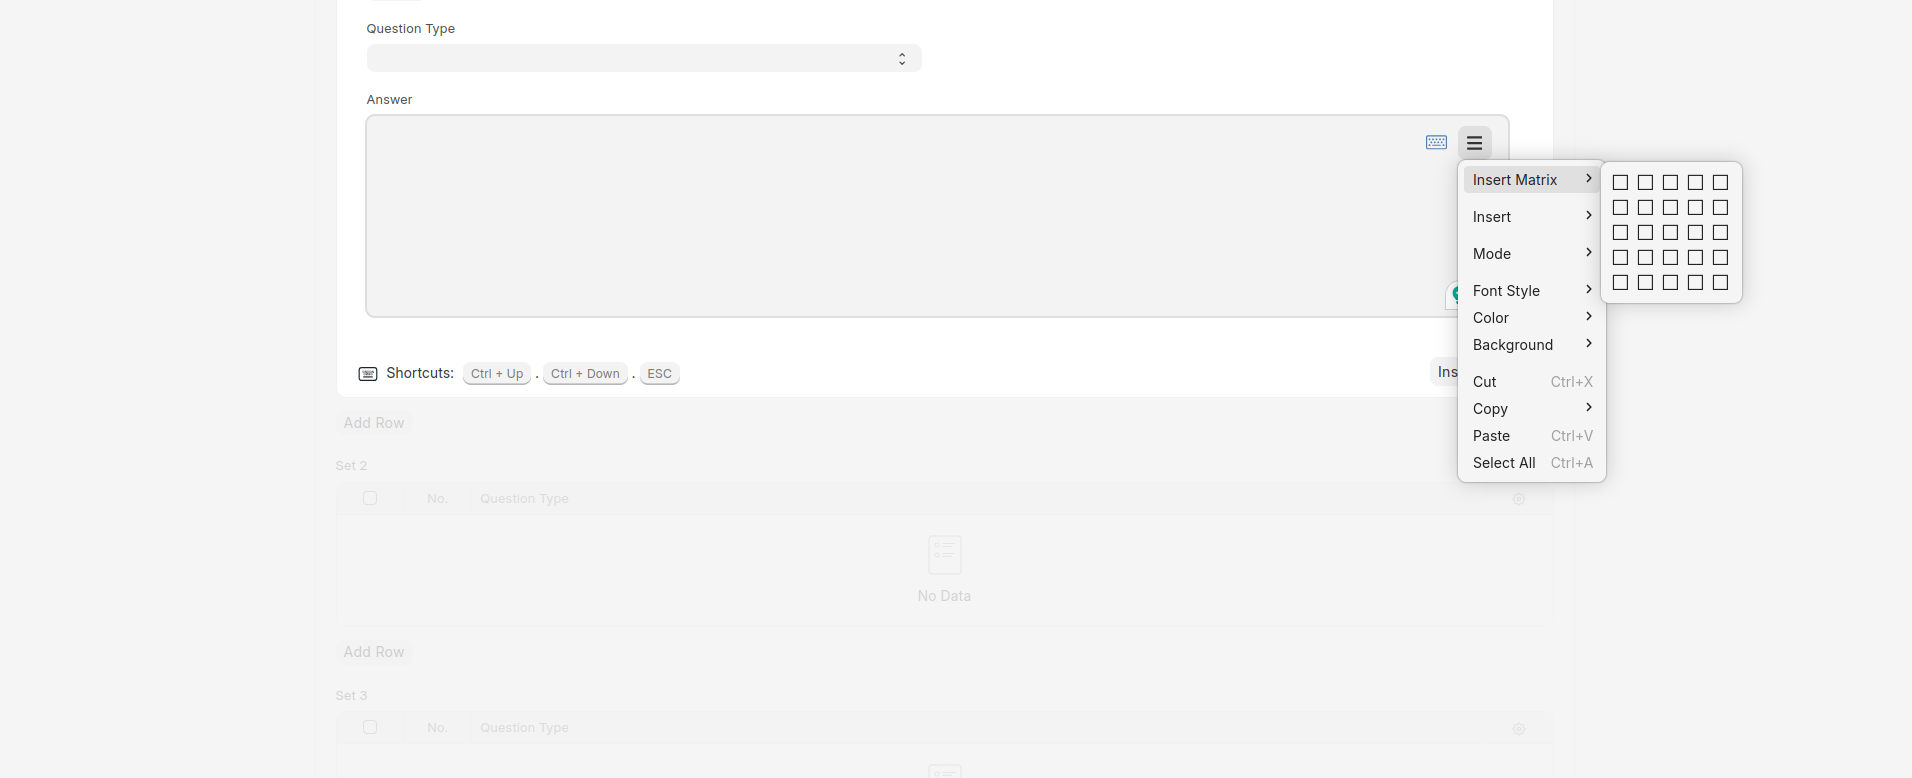 Question Type
Answer
Insert Matrix
Insert
Mode
Font Style
Color
Background
Cut Ctrl+X
Copy
Paste Ctrl+V
Select All Ctrl+A
Shortcuts: Ctrl + Up . Ctrl + Down . ESC
Ins
Add Row
Set 2
No. Question Type
No Data
Add Row
Set 3
No. Question Type